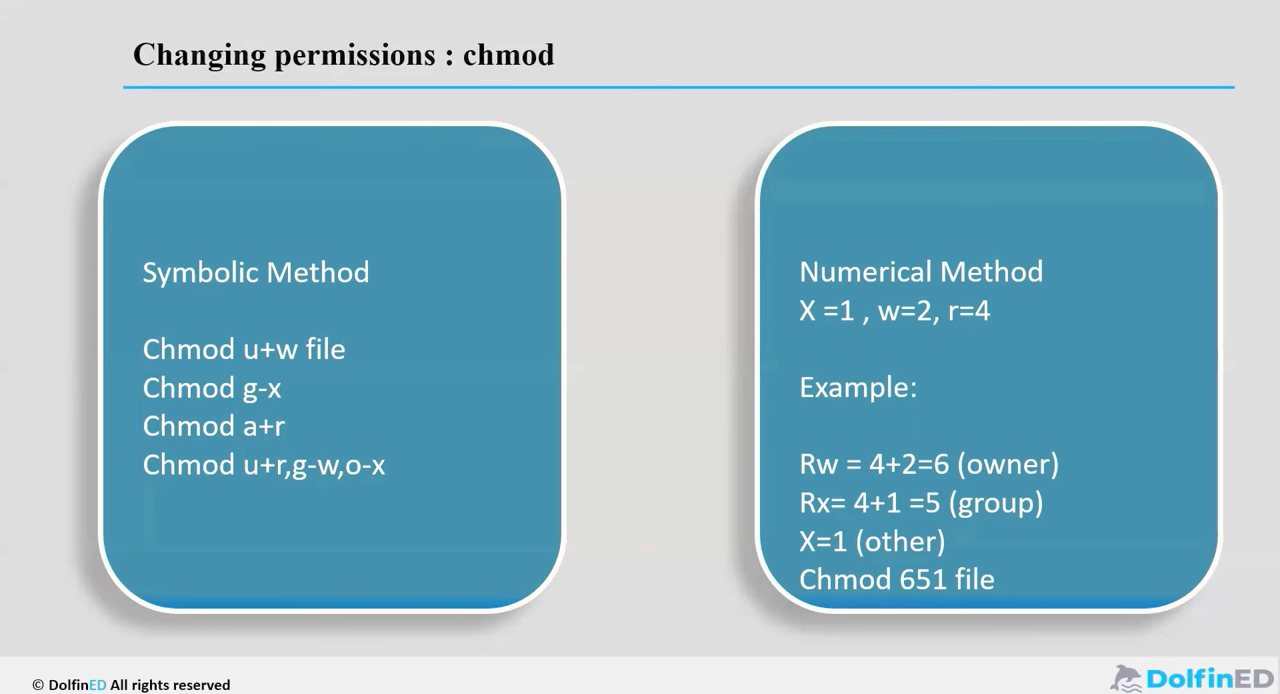 Changing permissions : chmod
Symbolic Method
Chmod u+w file
Chmod g-x
Chmod a+r
Chmod u+r,g-w,o-x
Numerical Method
X =1 , w=2, r=4
Example:
Rw = 4+2=6 (owner)
Rx= 4+1 =5 (group)
X=1 (other)
Chmod 651 file
© DolfinED All rights reserved
DolfinED